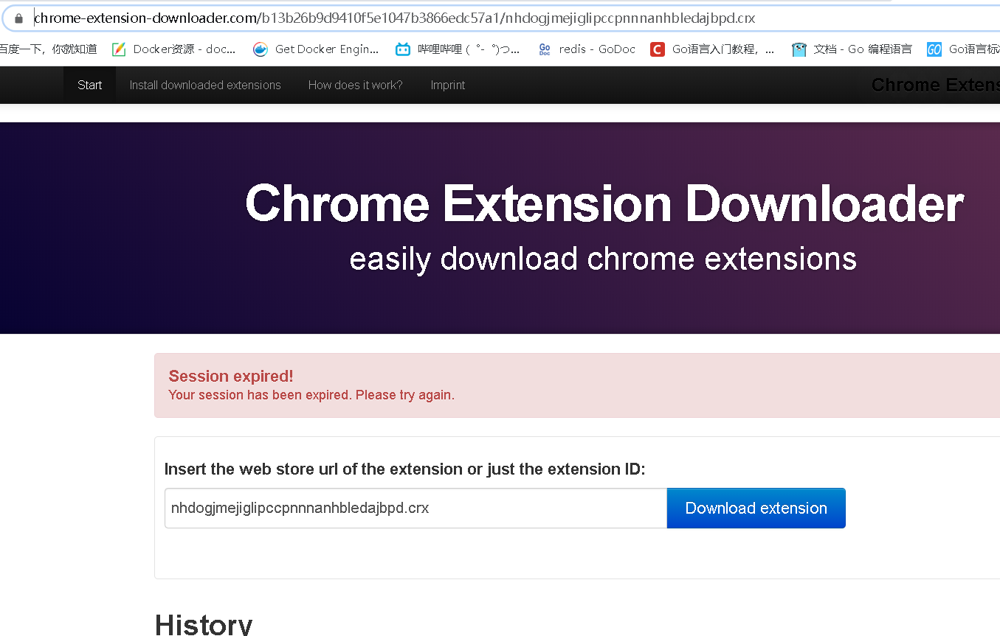 chrome-extension-downloader.com/b13b26b9d9410f5e1047b3866edc57a1/nhdogjmejiglipccpnnnanhbledajbpd.crx
百度一下，你就知道 Docker资源 - doc... Get Docker Engin... 哔哩哔哩 (゜-゜)つ... Go Doc redis - GoDoc C Go语言入门教程，... 文档 - Go 编程语言 GO Go语言标
Start Install downloaded extensions How does it work? Imprint Chrome Extens
Chrome Extension Downloader
easily download chrome extensions
Session expired!
Your session has been expired. Please try again.
Insert the web store url of the extension or just the extension ID:
nhdogjmejiglipccpnnnanhbledajbpd.crx Download extension
History